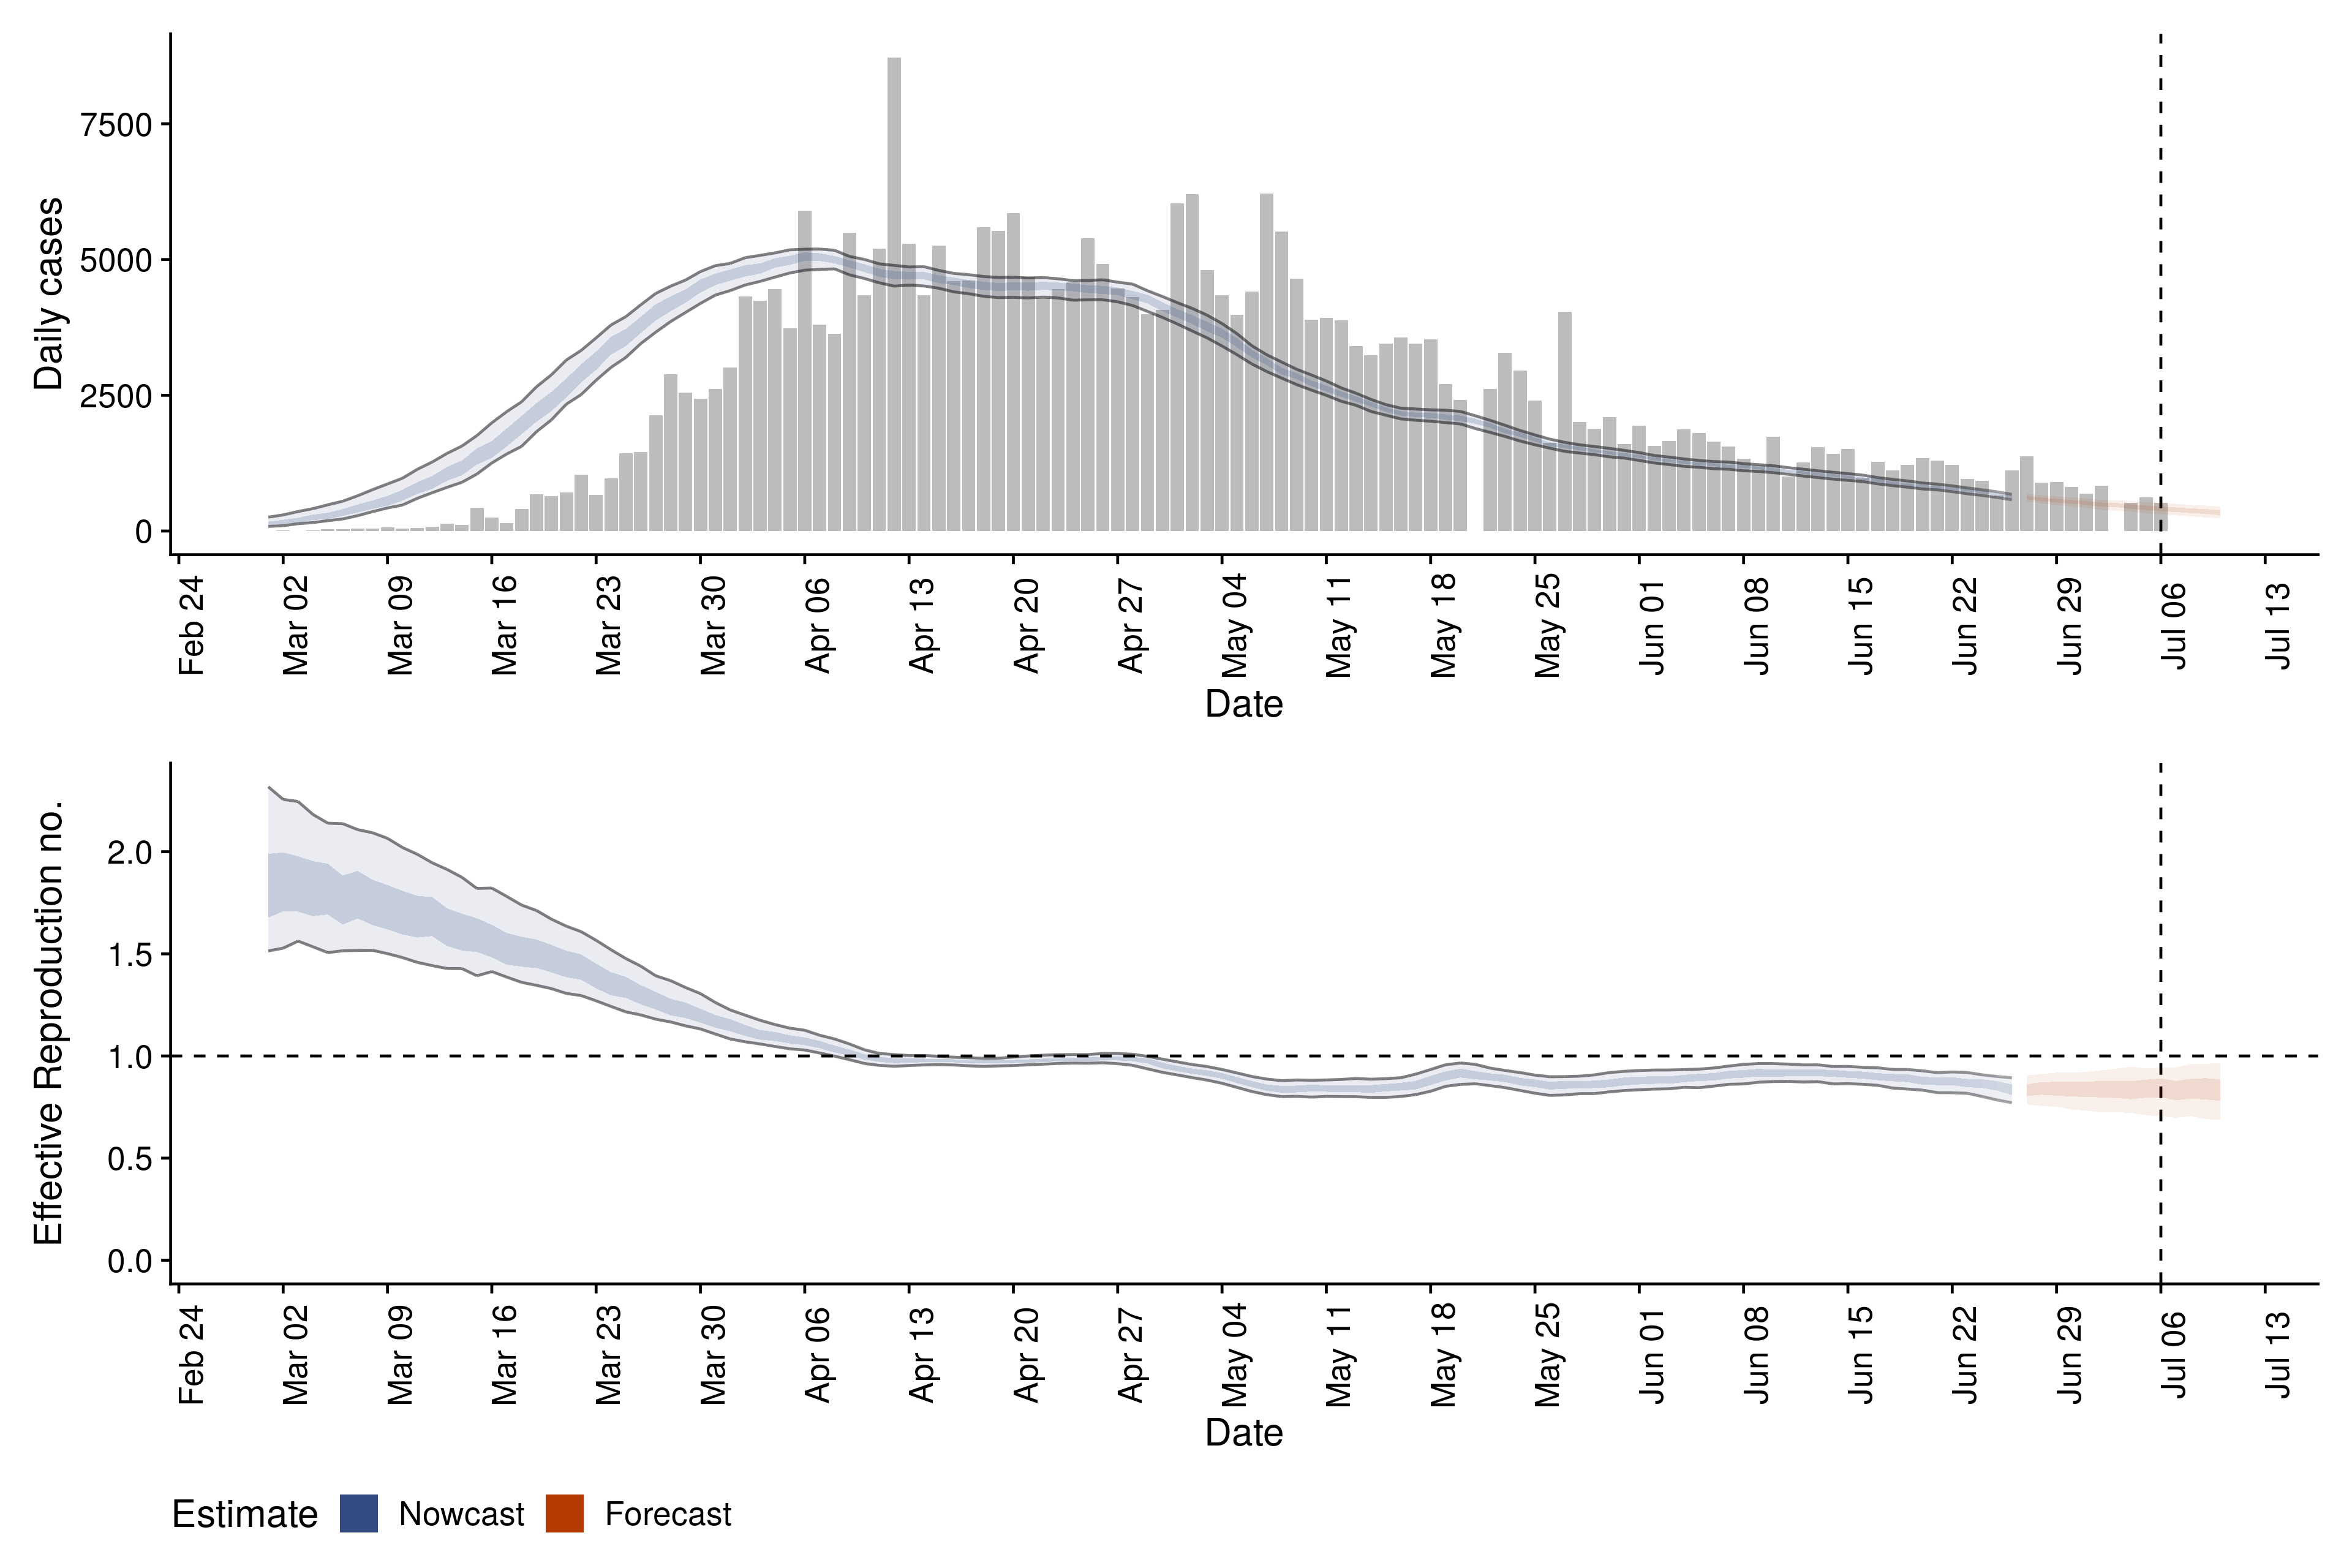 Daily cases
7500
5000
2500
0
Feb 24
Mar 02
Mar 09
Mar 16
Mar 23
Mar 30
Apr 06
Apr 13
Apr 20
Apr 27
May 04
May 11
May 18
May 25
Jun 01
Jun 08
Jun 15
Jun 22
Jun 29
Jul 06
Jul 13
Date
Effective Reproduction no.
2.0
1.5
1.0
0.5
0.0
Feb 24
Mar 02
Mar 09
Mar 16
Mar 23
Mar 30
Apr 06
Apr 13
Apr 20
Apr 27
May 04
May 11
May 18
May 25
Jun 01
Jun 08
Jun 15
Jun 22
Jun 29
Jul 06
Jul 13
Date
Estimate Nowcast Forecast